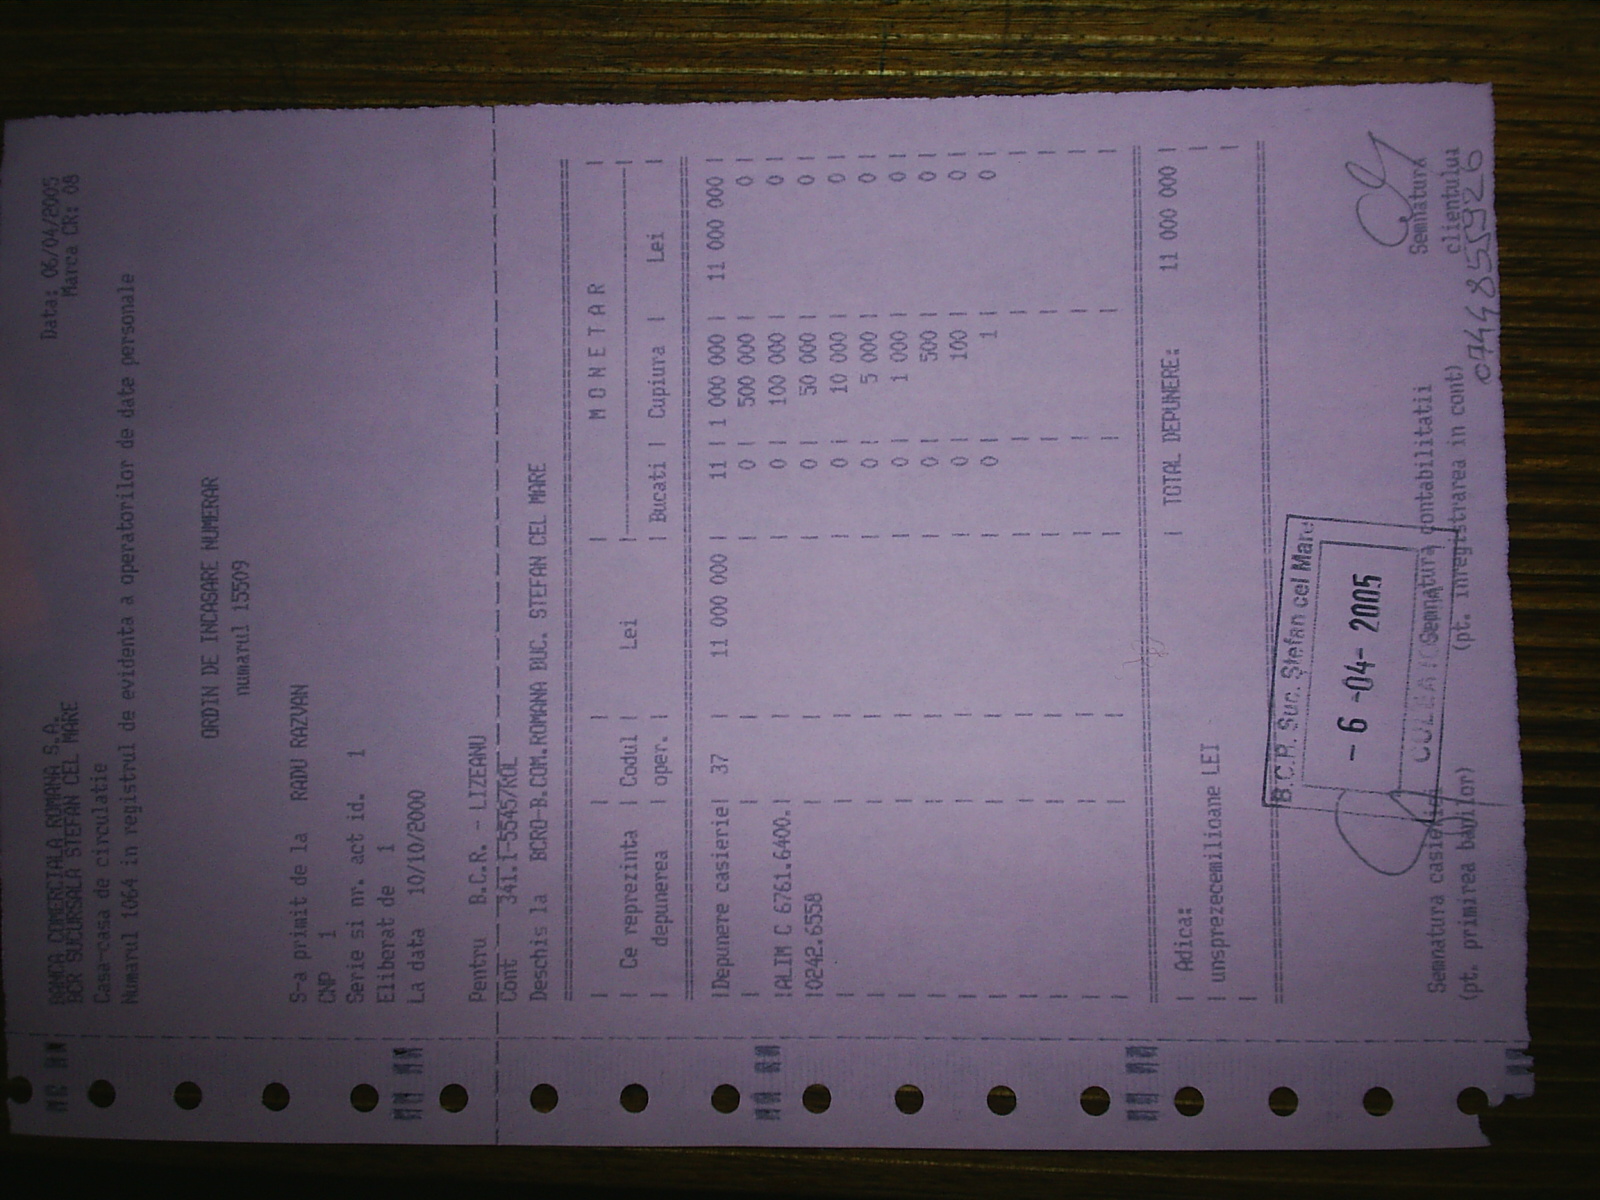 BANCA COMERCIALA ROMANA S.A. Data: 06/04/2005
BCR SUCURSALA STEFAN CEL MARE Marca CR: 08
Casa-casa de circulatie
Numarul 1064 in registrul de evidenta a operatorilor de date personale
ORDIN DE INCASARE NUMERAR
numarul 15509
S-a primit de la RADU RAZVAN
CNP 1
Serie si nr. act id. 1
Eliberat de 1
La data 10/10/2000
Pentru B.C.R. - LIZEANU
Cont 341.1-5545/ROL
Deschis la BCRO-B.COM.ROMANA BUC. STEFAN CEL MARE
| | | | M O N E T A R |
| Ce reprezinta | Codul | Lei |
| depunerea | oper. | | Bucati | Cupiura | Lei |
|Depunere casierie| 37 | 11 000 000 | 11 | 1 000 000 | 11 000 000 |
| | | | 0 | 500 000 | 0 |
|ALIM C 6761.6400.| | | 0 | 100 000 | 0 |
|0242.6558 | | | 0 | 50 000 | 0 |
| | | | 0 | 10 000 | 0 |
| | | | 0 | 5 000 | 0 |
| | | | 0 | 1 000 | 0 |
| | | | 0 | 500 | 0 |
| | | | 0 | 100 | 0 |
| | | | 0 | 1 | 0 |
| Adica: | TOTAL DEPUNERE: 11 000 000 |
| unsprezecemilioane LEI |
B.C.R. Suc. Ştefan cel Mare
- 6 -04- 2005
Semnatura casierie Semnatura contabilitatii Semnatura
(pt. primirea banilor) (pt. inregistrarea in cont) clientului
0744855926